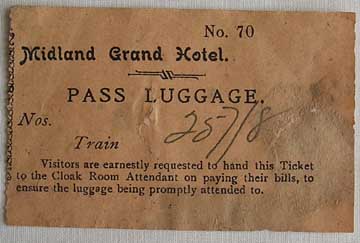 No. 70
Midland Grand Hotel.
PASS LUGGAGE.
Nos. 257/8
Train
Visitors are earnestly requested to hand this Ticket
to the Cloak Room Attendant on paying their bills, to
ensure the luggage being promptly attended to.